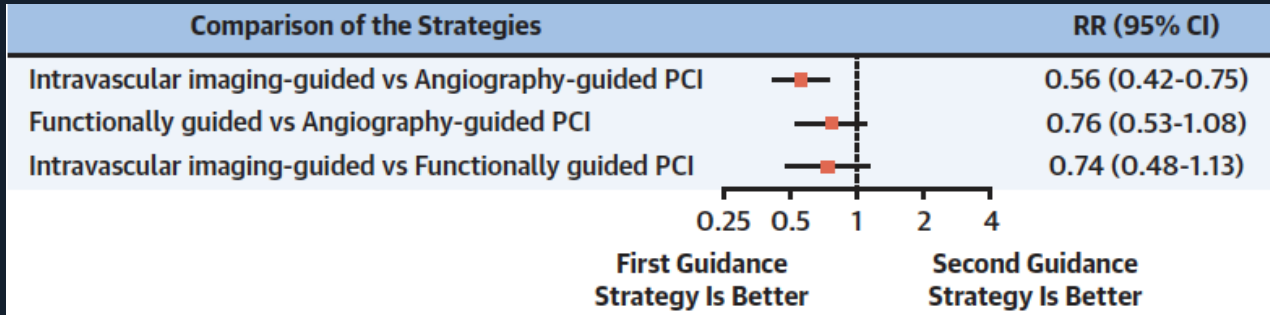 Comparison of the Strategies RR (95% CI)
Intravascular imaging-guided vs Angiography-guided PCI 0.56 (0.42-0.75)
Functionally guided vs Angiography-guided PCI 0.76 (0.53-1.08)
Intravascular imaging-guided vs Functionally guided PCI 0.74 (0.48-1.13)
0.25 0.5 1 2 4
First Guidance Second Guidance
Strategy Is Better Strategy Is Better